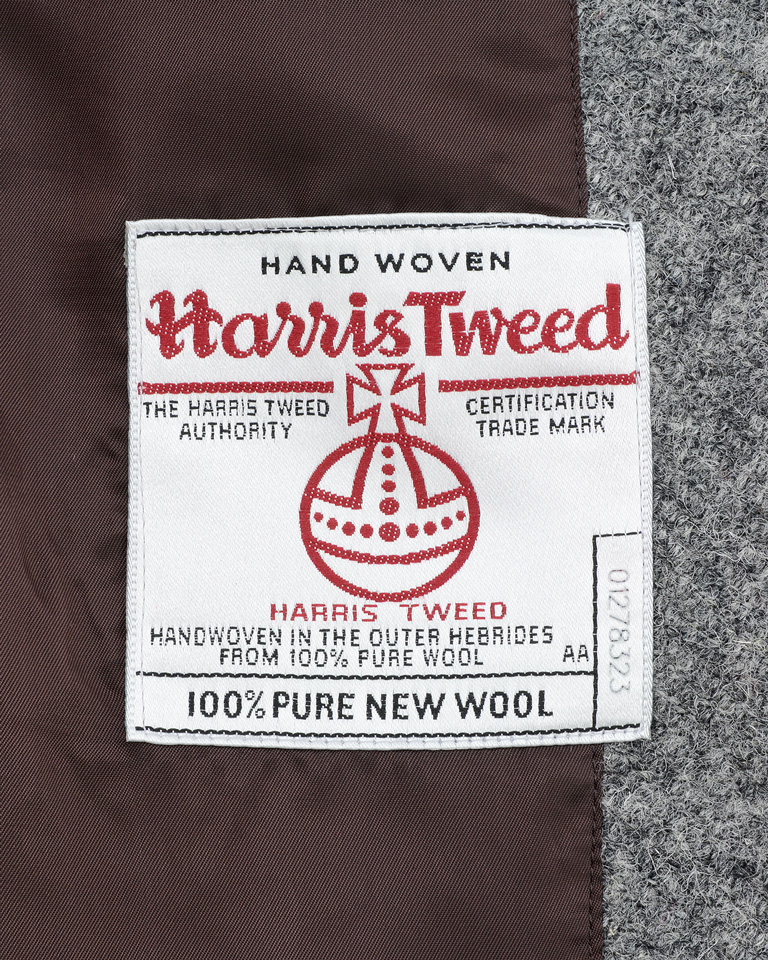 HAND WOVEN
Harris Tweed
THE HARRIS TWEED
AUTHORITY
CERTIFICATION
TRADE MARK
HARRIS TWEED
HANDWOVEN IN THE OUTER HEBRIDES
FROM 100% PURE WOOL
AA
01278323
100% PURE NEW WOOL